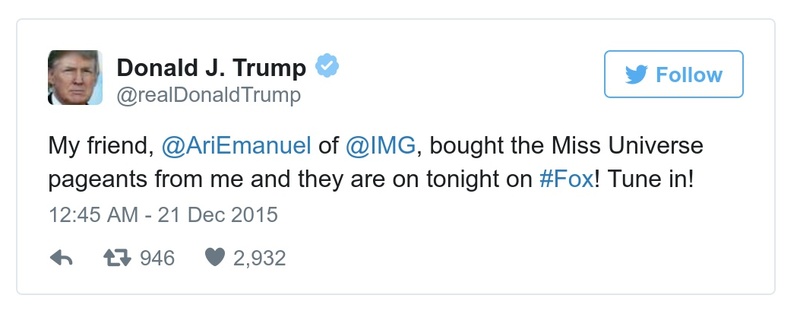 Donald J. Trump
@realDonaldTrump
Follow
My friend, @AriEmanuel of @IMG, bought the Miss Universe
pageants from me and they are on tonight on #Fox! Tune in!
12:45 AM - 21 Dec 2015
946 2,932